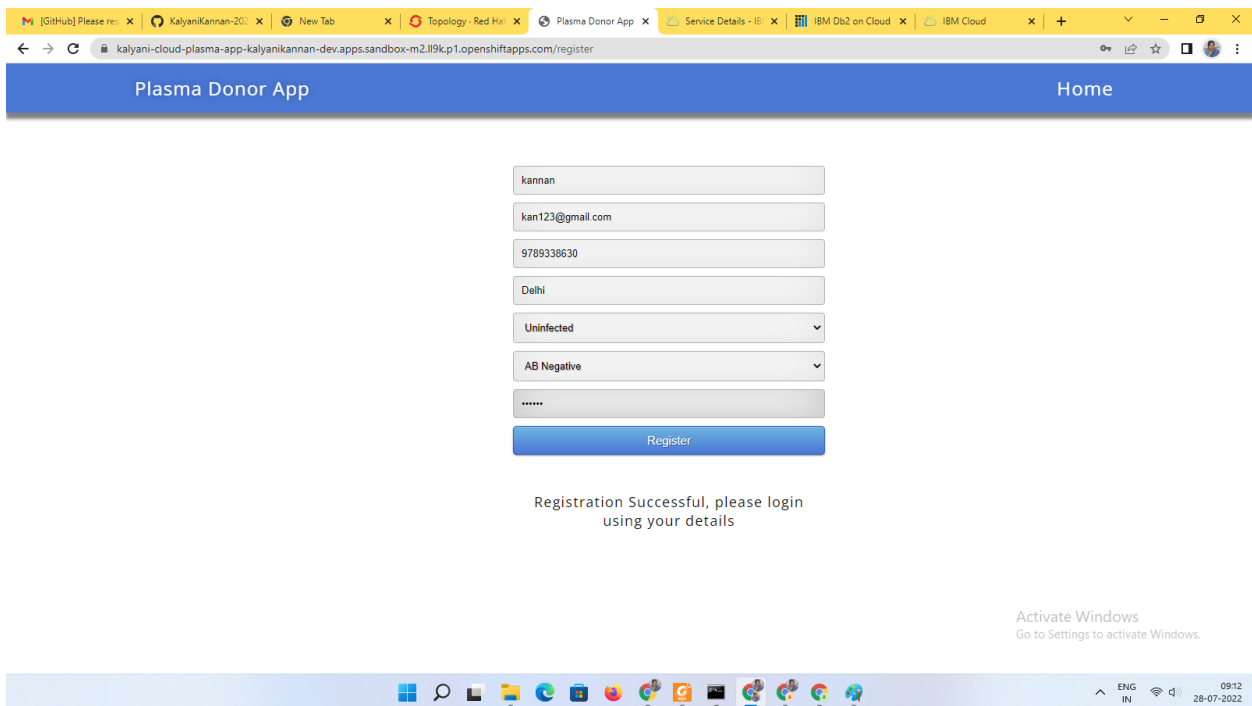 [GitHub] Please res
KalyaniKannan-202
New Tab
Topology · Red Hat
Plasma Donor App
Service Details - IB
IBM Db2 on Cloud
IBM Cloud
kalyani-cloud-plasma-app-kalyanikannan-dev.apps.sandbox-m2.ll9k.p1.openshiftapps.com/register
Plasma Donor App
Home
kannan
kan123@gmail.com
9789338630
Delhi
Uninfected
AB Negative
••••••
Register
Registration Successful, please login
using your details
Activate Windows
Go to Settings to activate Windows.
ENG
IN
09:12
28-07-2022